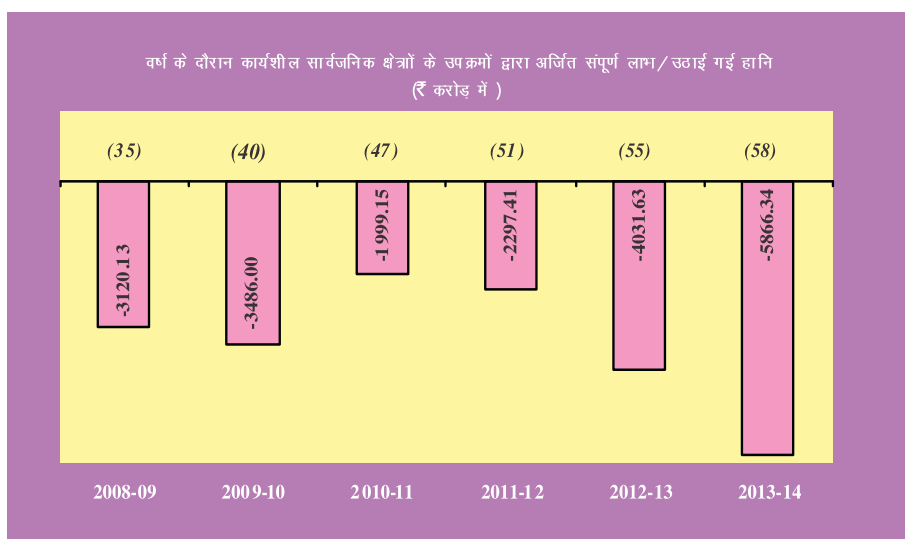 वर्ष के दौरान कार्यशील सार्वजनिक क्षेत्रों के उपक्रमों द्वारा अर्जित संपूर्ण लाभ/उठाई गई हानि
(₹ करोड़ में )
(35) (40) (47) (51) (55) (58)
-3120.13 -3486.00 -1999.15 -2297.41 -4031.63 -5866.34
2008-09 2009-10 2010-11 2011-12 2012-13 2013-14